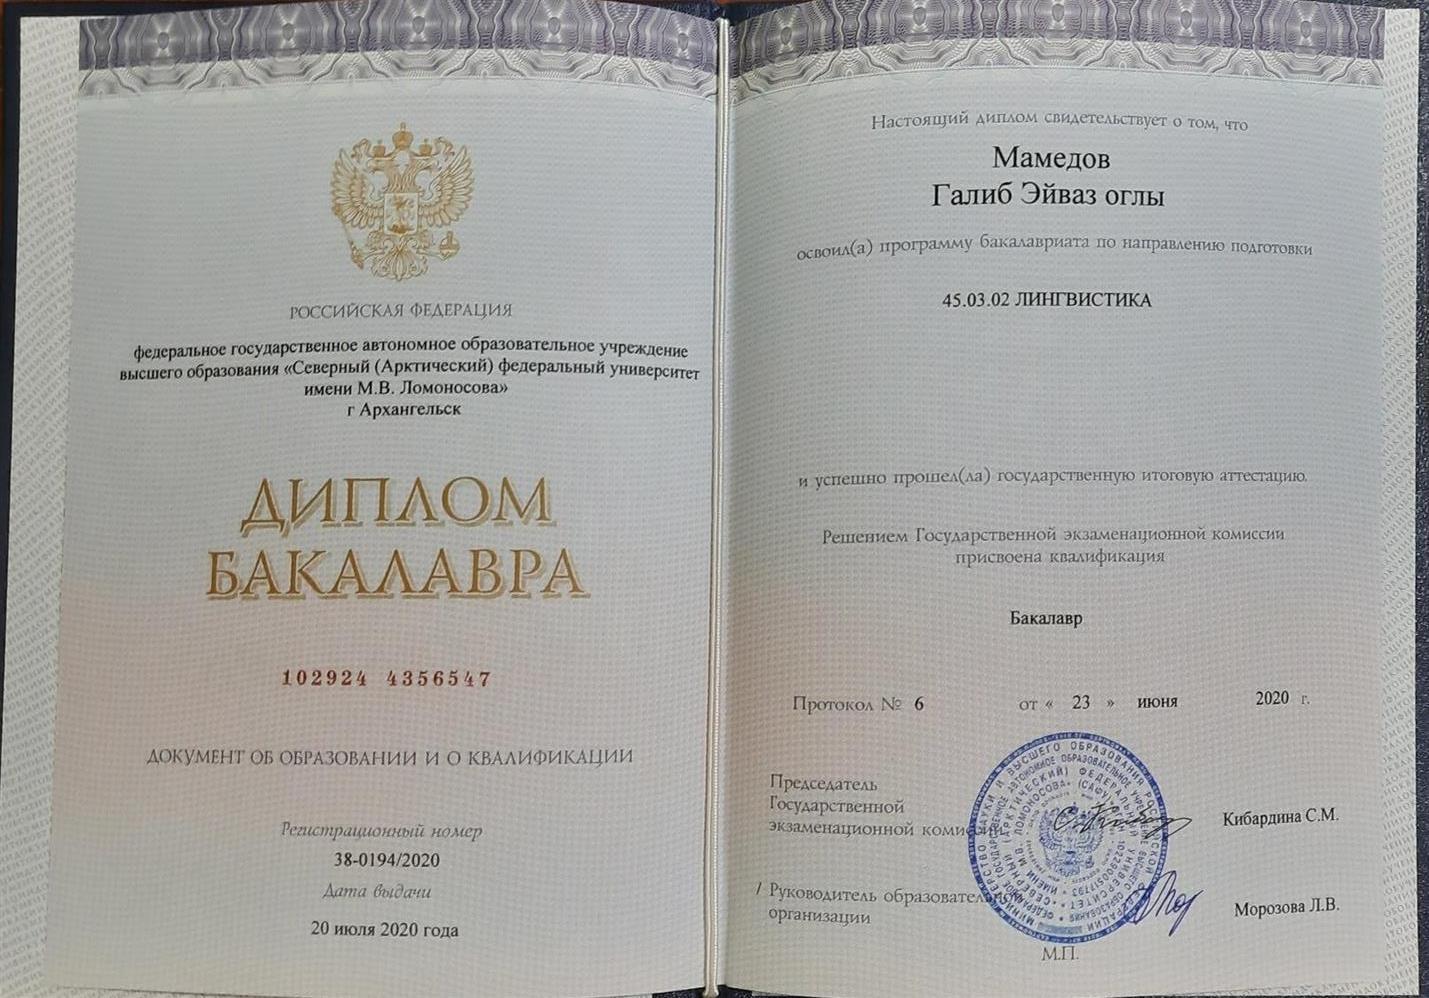 РОССИЙСКАЯ ФЕДЕРАЦИЯ
федеральное государственное автономное образовательное учреждение
высшего образования «Северный (Арктический) федеральный университет
имени М.В. Ломоносова»
г Архангельск
ДИПЛОМ
БАКАЛАВРА
102924 4356547
ДОКУМЕНТ ОБ ОБРАЗОВАНИИ И О КВАЛИФИКАЦИИ
Регистрационный номер
38-0194/2020
Дата выдачи
20 июля 2020 года
Настоящий диплом свидетельствует о том, что
Мамедов
Галиб Эйваз оглы
освоил(а) программу бакалавриата по направлению подготовки
45.03.02 ЛИНГВИСТИКА
и успешно прошел(ла) государственную итоговую аттестацию.
Решением Государственной экзаменационной комиссии
присвоена квалификация
Бакалавр
Протокол № 6 от « 23 » июня 2020 г.
Председатель
Государственной
экзаменационной комиссии
Кибардина С.М.
/ Руководитель образовательной
организации
Морозова Л.В.
М.П.